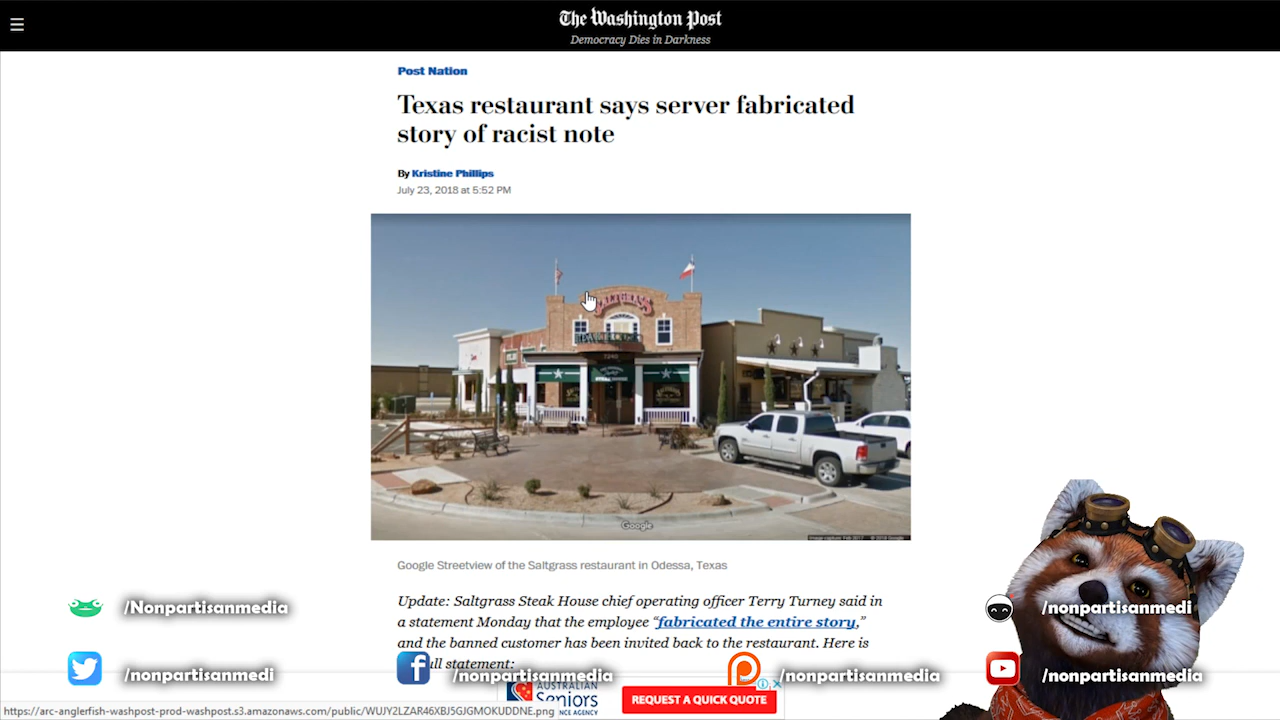 The Washington Post
Democracy Dies in Darkness
Post Nation
Texas restaurant says server fabricated
story of racist note
By Kristine Phillips
July 23, 2018 at 5:52 PM
SALTGRASS
Google
Google Streetview of the Saltgrass restaurant in Odessa, Texas
Update: Saltgrass Steak House chief operating officer Terry Turney said in
a statement Monday that the employee “fabricated the entire story,”
and the banned customer has been invited back to the restaurant. Here is
full statement:
/Nonpartisanmedia
/nonpartisanmedi
/nonpartisanmedi
/nonpartisanmedia
/nonpartisanmedia
/nonpartisanmedia
AUSTRALIAN
Seniors
REQUEST A QUICK QUOTE
https://arc-anglerfish-washpost-prod-washpost.s3.amazonaws.com/public/WUJY2LZAR46XBJ5GJGMOKUDDNE.png